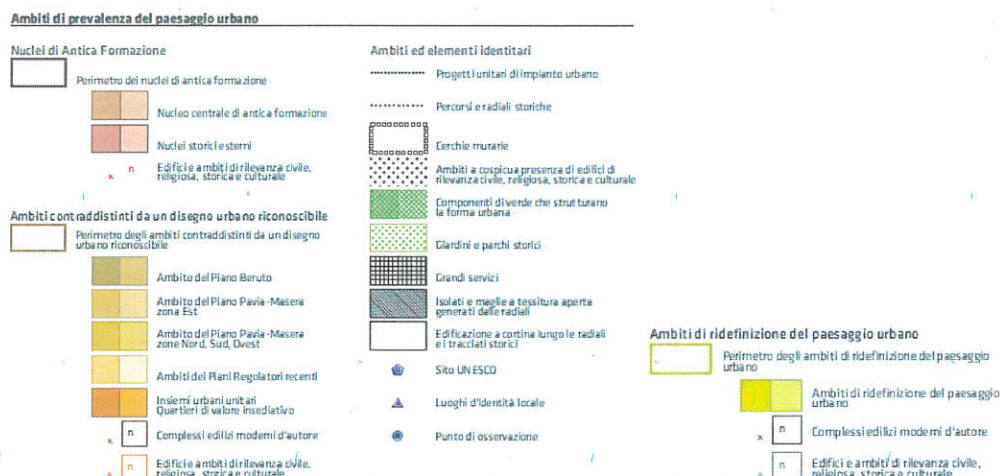 Ambiti di prevalenza del paesaggio urbano
Nuclei di Antica Formazione
Perimetro dei nuclei di antica formazione
Nucleo centrale di antica formazione
Nuclei storici esterni
n
x
Edifici e ambiti di rilevanza civile,
religiosa, storica e culturale
Ambiti contraddistinti da un disegno urbano riconoscibile
Perimetro degli ambiti contraddistinti da un disegno
urbano riconoscibile
Ambito del Piano Beruto
Ambito del Piano Pavia-Masera
zona Est
Ambito del Piano Pavia-Masera
zone Nord, Sud, Ovest
Ambiti dei Piani Regolatori recenti
Insiemi urbani unitari
Quartieri di valore insediativo
x n Complessi edilizi moderni d'autore
x n Edifici e ambiti di rilevanza civile,
religiosa, storica e culturale
Ambiti ed elementi identitari
Progetti unitari di impianto urbano
Percorsi e radiali storiche
Cerchie murarie
Ambiti a cospicua presenza di edifici di
rilevanza civile, religiosa, storica e culturale
Componenti di verde che strutturano
la forma urbana
Giardini e parchi storici
Grandi servizi
Isolati e maglie a tessitura aperta
generati dalle radiali
Edificazione a cortina lungo le radiali
e i tracciati storici
Sito UNESCO
Luoghi d'identità locale
Punto di osservazione
Ambiti di ridefinizione del paesaggio urbano
Perimetro degli ambiti di ridefinizione del paesaggio
urbano
Ambiti di ridefinizione del paesaggio
urbano
x n Complessi edilizi moderni d'autore
x n Edifici e ambiti di rilevanza civile,
religiosa, storica e culturale